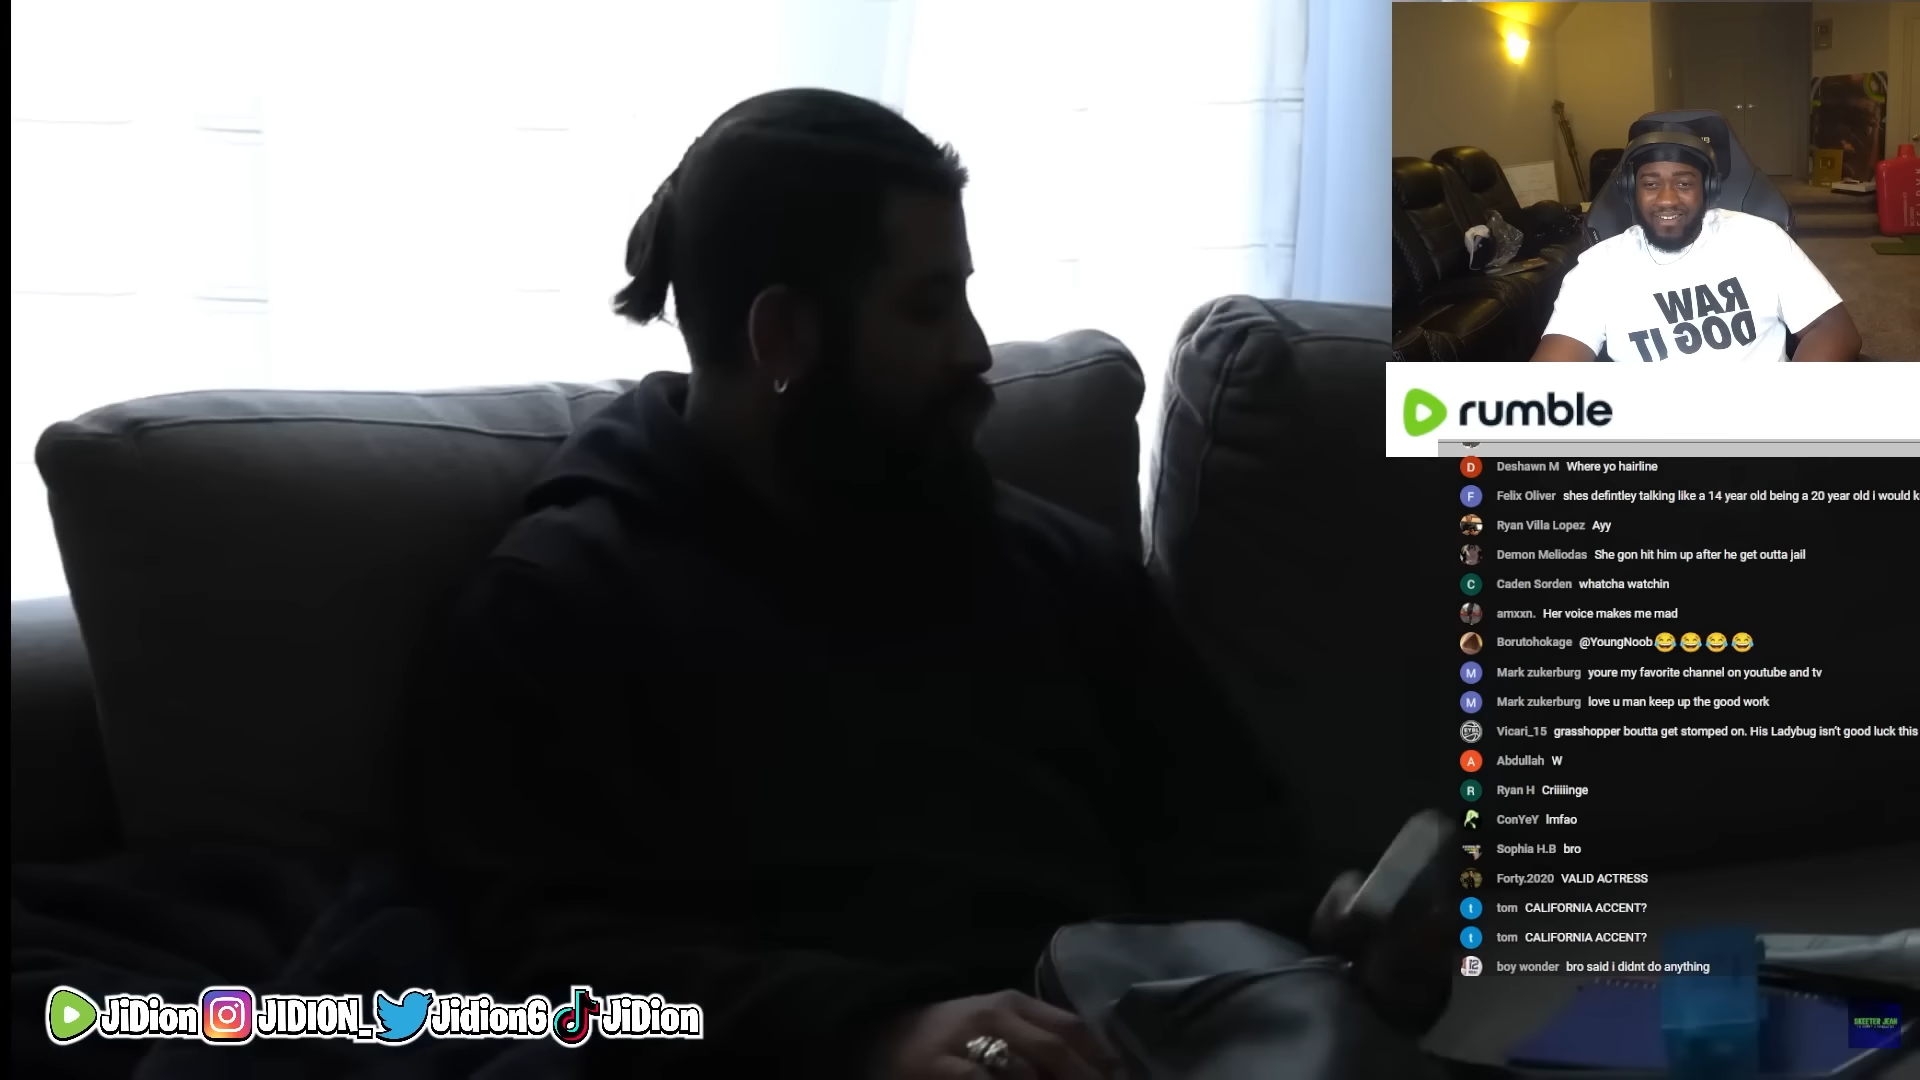 RAW
DOG IT
rumble
Deshawn M Where yo hairline
Felix Oliver shes defintley talking like a 14 year old being a 20 year old i would k
Ryan Villa Lopez Ayy
Demon Meliodas She gon hit him up after he get outta jail
Caden Sorden whatcha watchin
amxxn. Her voice makes me mad
Borutohokage @YoungNoob😂😂😂😂
Mark zukerburg youre my favorite channel on youtube and tv
Mark zukerburg love u man keep up the good work
Vicari_15 grasshopper boutta get stomped on. His Ladybug isn't good luck this
Abdullah W
Ryan H Criiiiinge
ConYeY lmfao
Sophia H.B bro
Forty.2020 VALID ACTRESS
tom CALIFORNIA ACCENT?
tom CALIFORNIA ACCENT?
boy wonder bro said i didnt do anything
JiDion JIDION_ Jidion6 JiDion
SKEETER JEAN